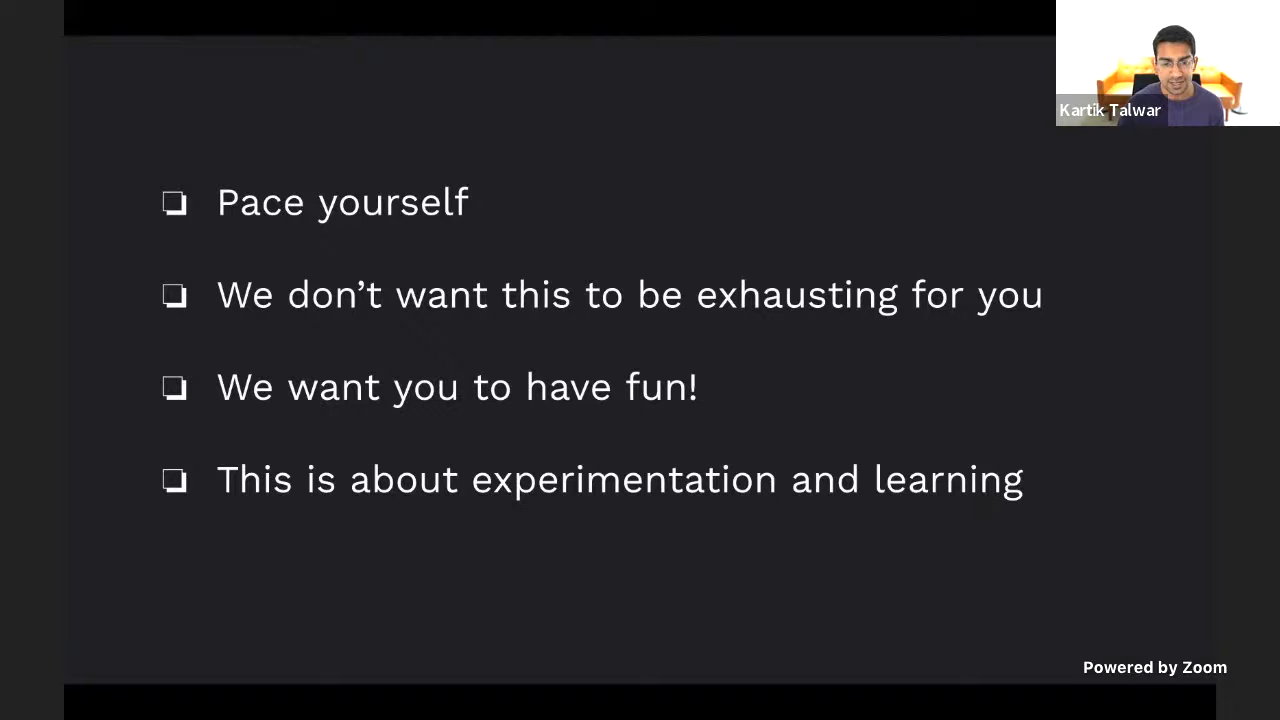 Kartik Talwar
❏ Pace yourself
❏ We don’t want this to be exhausting for you
❏ We want you to have fun!
❏ This is about experimentation and learning
Powered by Zoom